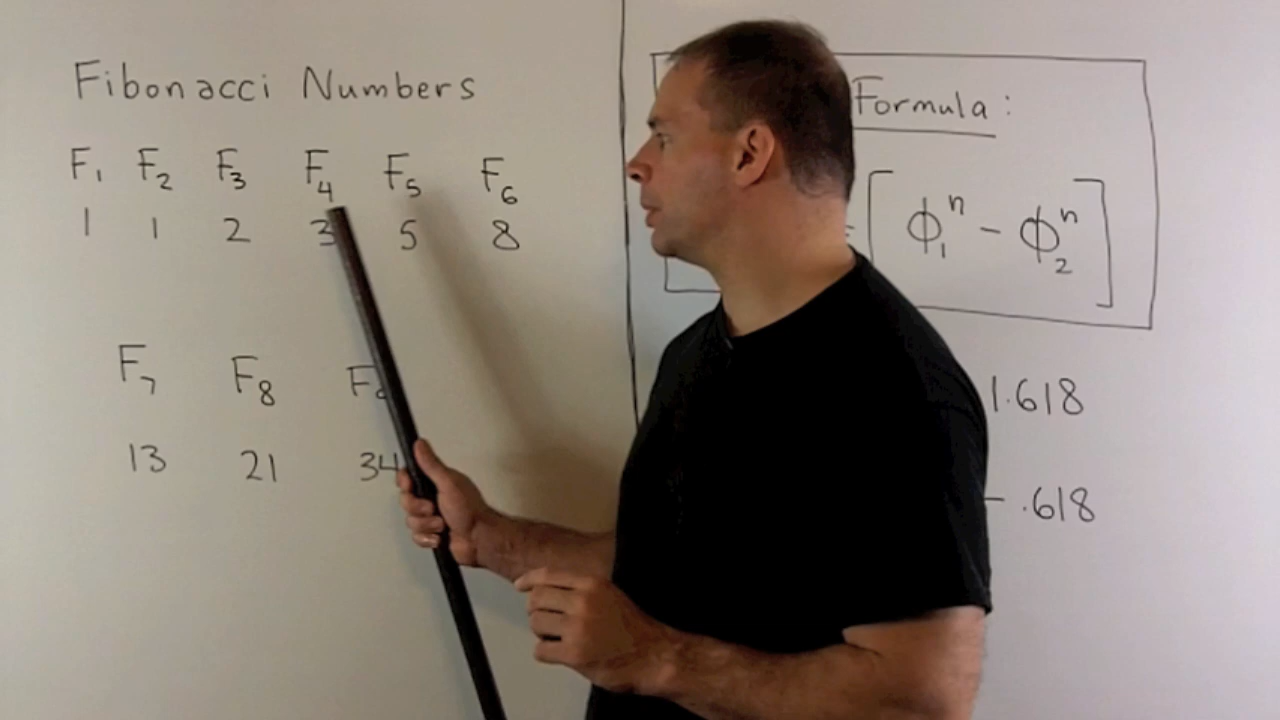 Fibonacci Numbers
F₁ F₂ F₃ F₄ F₅ F₆
1 1 2 3 5 8
F₇ F₈ F
13 21 34
Formula:
[ϕ₁ⁿ - ϕ₂ⁿ]
1.618
- .618